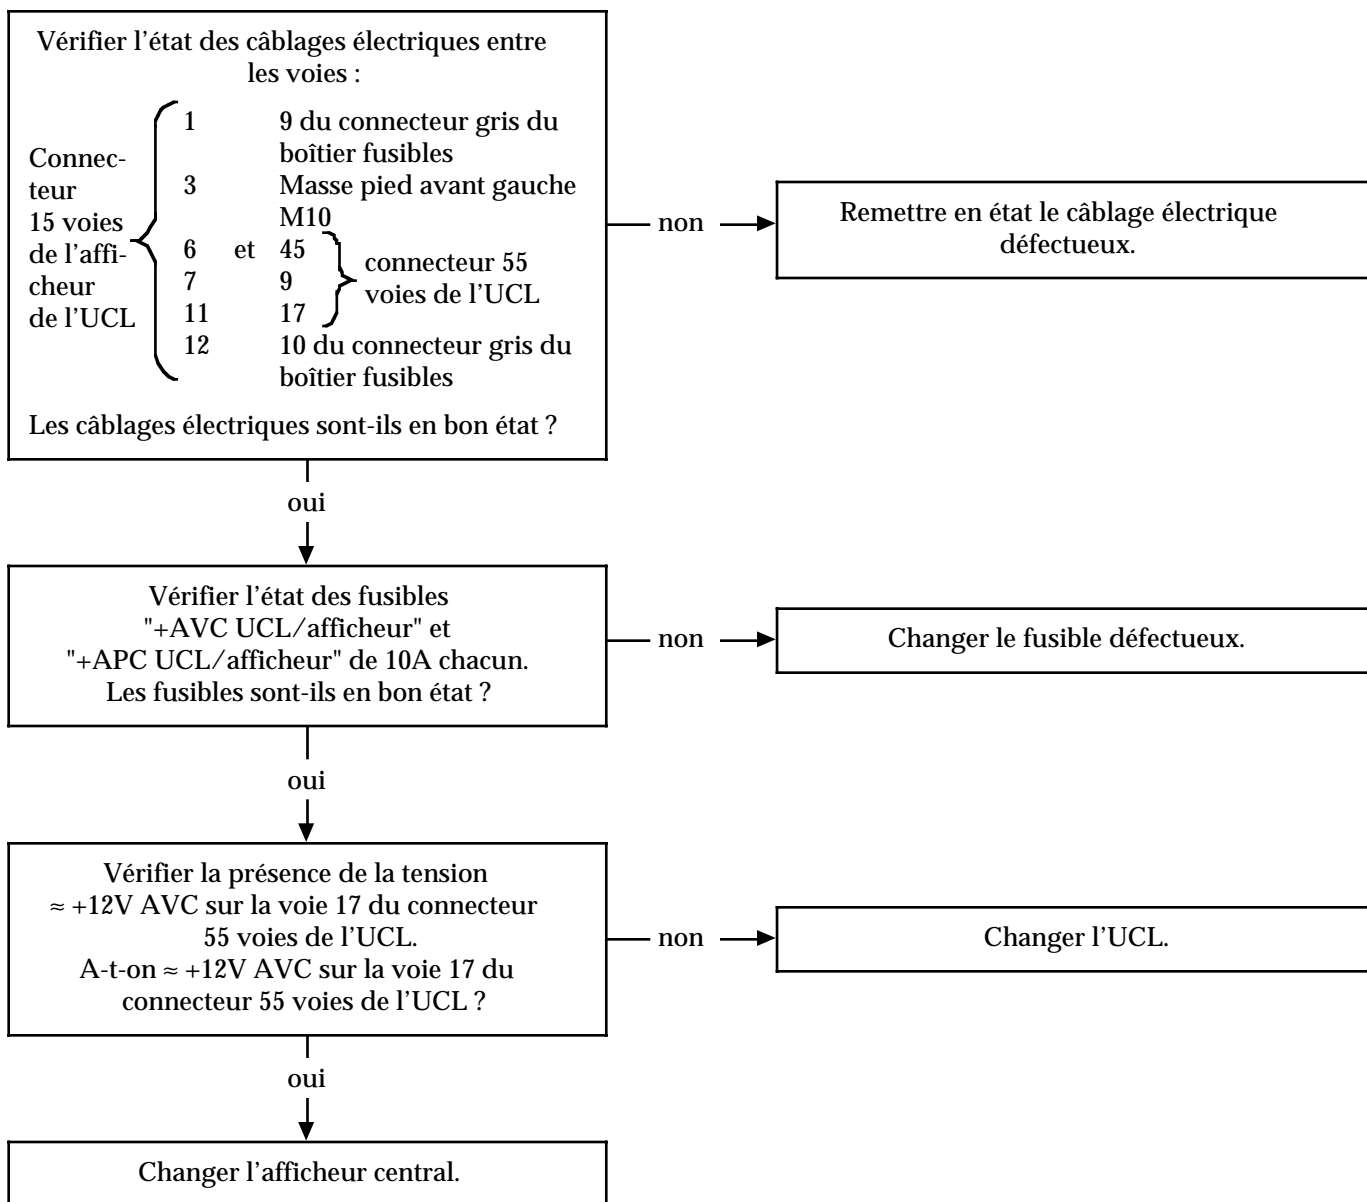 Vérifier l'état des câblages électriques entre
les voies :
Connec-
teur
15 voies
de l'affi-
cheur
de l'UCL
1 9 du connecteur gris du
boîtier fusibles
3 Masse pied avant gauche
M10
6 et 45
7 9
11 17
connecteur 55
voies de l'UCL
12 10 du connecteur gris du
boîtier fusibles
Les câblages électriques sont-ils en bon état ?
non
Remettre en état le câblage électrique
défectueux.
oui
Vérifier l'état des fusibles
"+AVC UCL/afficheur" et
"+APC UCL/afficheur" de 10A chacun.
Les fusibles sont-ils en bon état ?
non
Changer le fusible défectueux.
oui
Vérifier la présence de la tension
≈ +12V AVC sur la voie 17 du connecteur
55 voies de l'UCL.
A-t-on ≈ +12V AVC sur la voie 17 du
connecteur 55 voies de l'UCL ?
non
Changer l'UCL.
oui
Changer l'afficheur central.